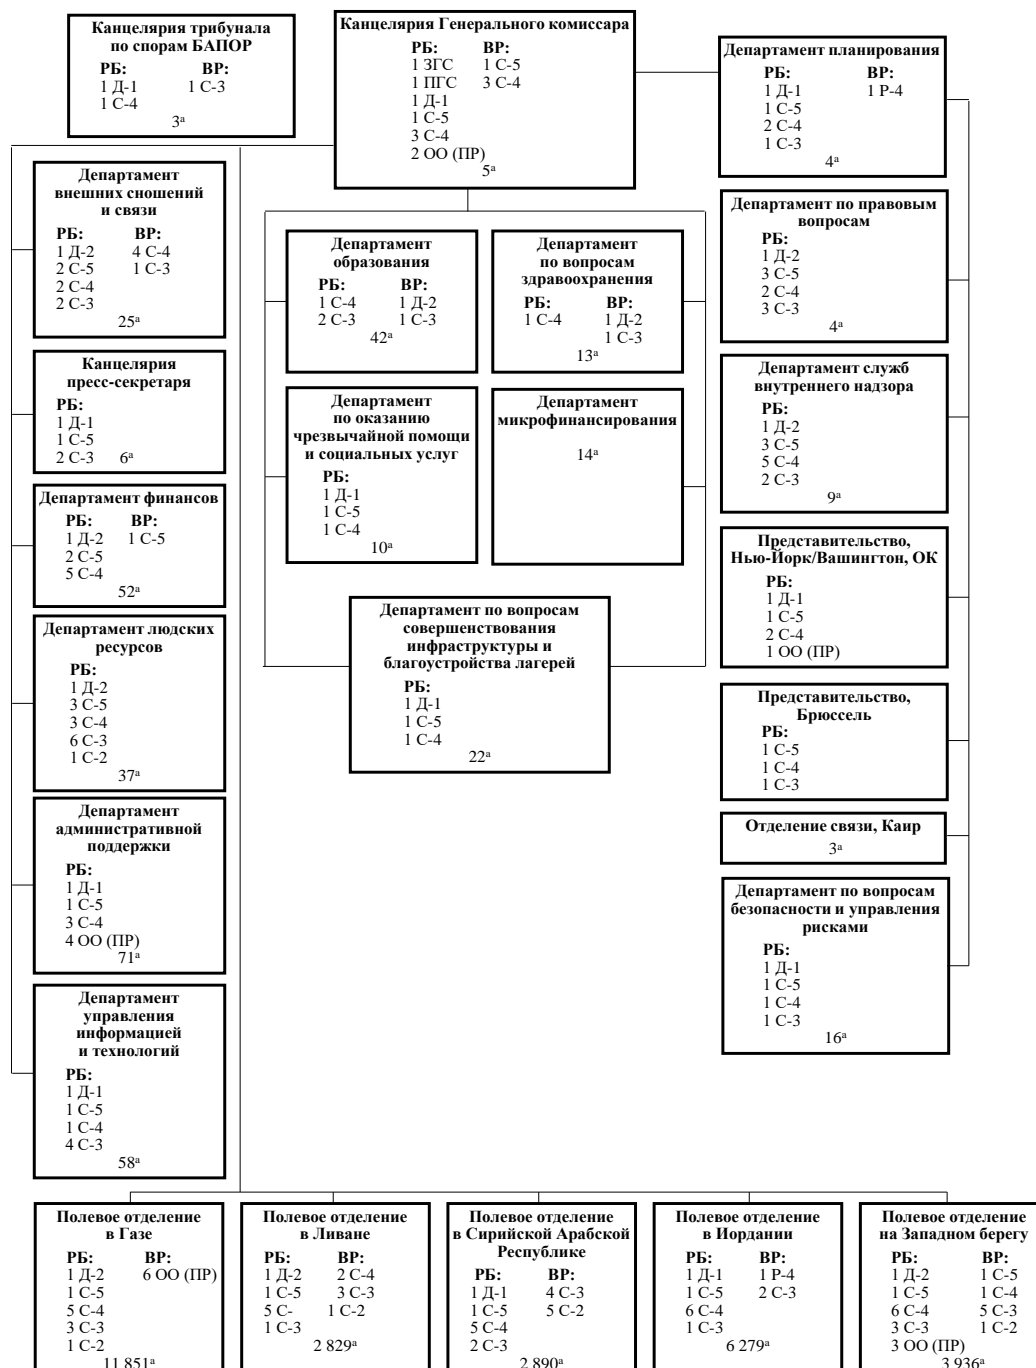 Канцелярия трибунала
по спорам БАПОР
РБ: ВР:
1 Д-1 1 С-3
1 С-4
3ᵃ
Канцелярия Генерального комиссара
РБ: ВР:
1 ЗГС 1 С-5
1 ПГС 3 С-4
1 Д-1
1 С-5
3 С-4
2 ОО (ПР)
5ᵃ
Департамент планирования
РБ: ВР:
1 Д-1 1 Р-4
1 С-5
2 С-4
1 С-3
4ᵃ
Департамент
внешних сношений
и связи
РБ: ВР:
1 Д-2 4 С-4
2 С-5 1 С-3
2 С-4
2 С-3
25ᵃ
Канцелярия
пресс-секретаря
РБ:
1 Д-1
1 С-5
2 С-3 6ᵃ
Департамент финансов
РБ: ВР:
1 Д-2 1 С-5
2 С-5
5 С-4
52ᵃ
Департамент людских
ресурсов
РБ:
1 Д-2
3 С-5
3 С-4
6 С-3
1 С-2
37ᵃ
Департамент
административной
поддержки
РБ:
1 Д-1
1 С-5
3 С-4
4 ОО (ПР)
71ᵃ
Департамент
управления
информацией
и технологий
РБ:
1 Д-1
1 С-5
1 С-4
4 С-3
58ᵃ
Департамент
образования
РБ: ВР:
1 С-4 1 Д-2
2 С-3 1 С-3
42ᵃ
Департамент
по вопросам
здравоохранения
РБ: ВР:
1 С-4 1 Д-2
1 С-3
13ᵃ
Департамент
по оказанию
чрезвычайной помощи
и социальных услуг
РБ:
1 Д-1
1 С-5
1 С-4
10ᵃ
Департамент
микрофинансирования
14ᵃ
Департамент по вопросам
совершенствования
инфраструктуры и
благоустройства лагерей
РБ:
1 Д-1
1 С-5
1 С-4
22ᵃ
Департамент по правовым
вопросам
РБ:
1 Д-2
3 С-5
2 С-4
3 С-3
4ᵃ
Департамент служб
внутреннего надзора
РБ:
1 Д-2
3 С-5
5 С-4
2 С-3
9ᵃ
Представительство,
Нью-Йорк/Вашингтон, ОК
РБ:
1 Д-1
1 С-5
2 С-4
1 ОО (ПР)
Представительство,
Брюссель
РБ:
1 С-5
1 С-4
1 С-3
Отделение связи, Каир
3ᵃ
Департамент по вопросам
безопасности и управления
рисками
РБ:
1 Д-1
1 С-5
1 С-4
1 С-3
16ᵃ
Полевое отделение
в Газе
РБ: ВР:
1 Д-2 6 ОО (ПР)
1 С-5
5 С-4
3 С-3
1 С-2
11 851ᵃ
Полевое отделение
в Ливане
РБ: ВР:
1 Д-2 2 С-4
1 С-5 3 С-3
5 С- 1 С-2
1 С-3
2 829ᵃ
Полевое отделение
в Сирийской Арабской
Республике
РБ: ВР:
1 Д-1 4 С-3
1 С-5 5 С-2
5 С-4
2 С-3
2 890ᵃ
Полевое отделение
в Иордании
РБ: ВР:
1 Д-1 1 Р-4
1 С-5 2 С-3
6 С-4
1 С-3
6 279ᵃ
Полевое отделение
на Западном берегу
РБ: ВР:
1 Д-2 1 С-5
1 С-5 1 С-4
6 С-4 5 С-3
3 С-3 1 С-2
3 ОО (ПР)
3 936ᵃ